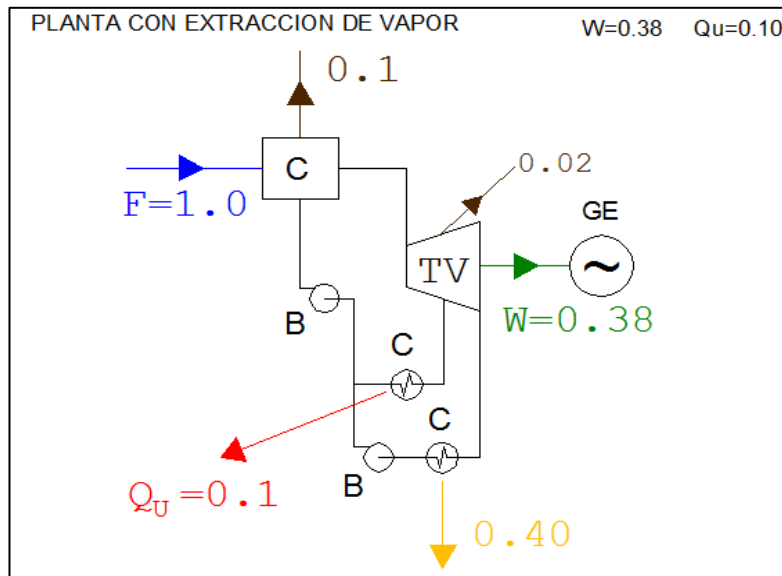 PLANTA CON EXTRACCION DE VAPOR W=0.38 Qu=0.10
0.1
C
F=1.0
0.02
GE
TV
~
W=0.38
B
C
C
B
QU=0.1
0.40